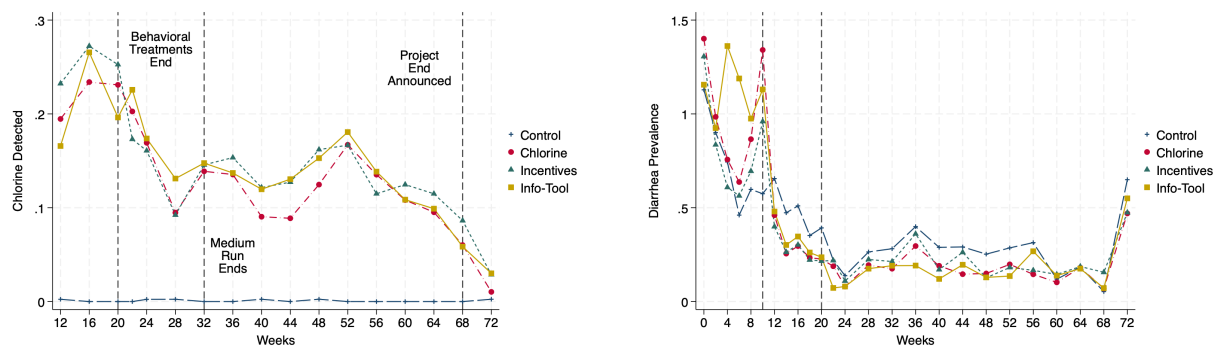 Chlorine Detected
.3
.2
.1
0
Behavioral
Treatments
End
Project
End
Announced
Medium
Run
Ends
12 16 20 24 28 32 36 40 44 48 52 56 60 64 68 72
Weeks
Control
Chlorine
Incentives
Info-Tool
Diarrhea Prevalence
1.5
1
.5
0
0 4 8 12 16 20 24 28 32 36 40 44 48 52 56 60 64 68 72
Weeks
Control
Chlorine
Incentives
Info-Tool